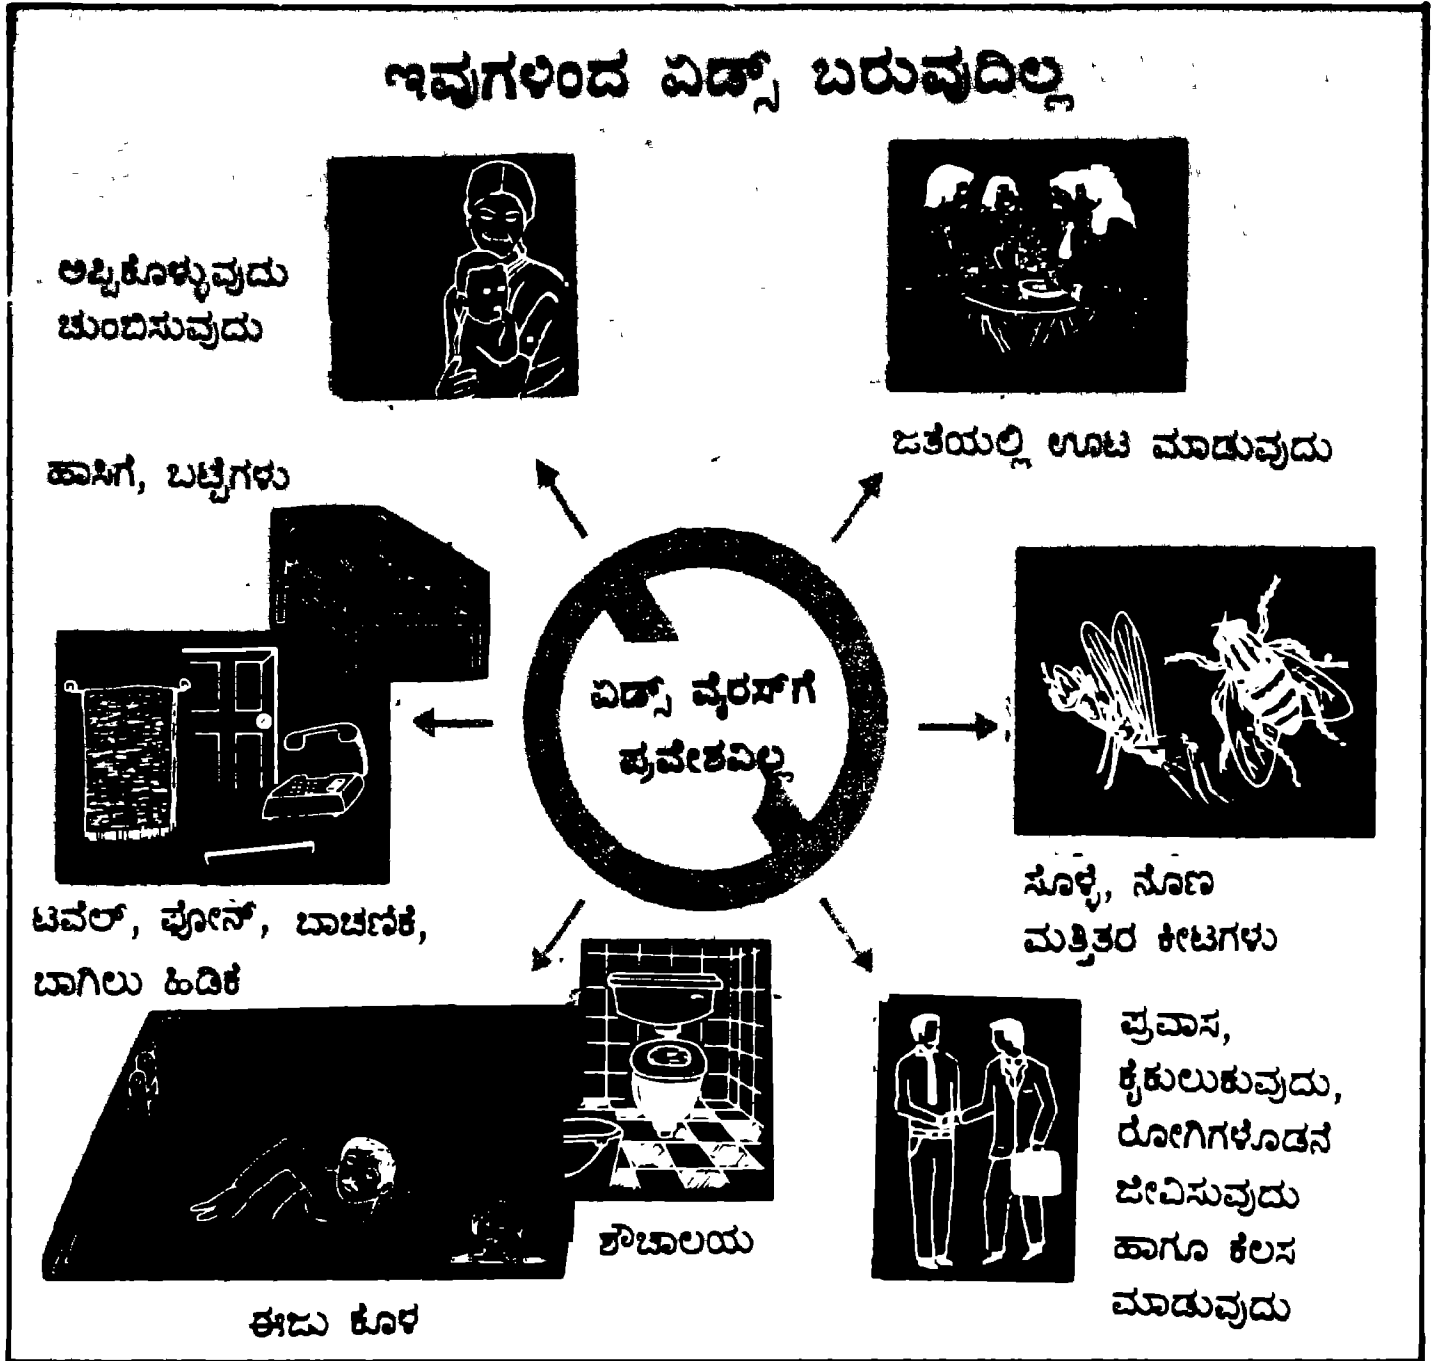 ಇವುಗಳಿಂದ ಏಡ್ಸ್ ಬರುವುದಿಲ್ಲ
ಅಪ್ಪಿಕೊಳ್ಳುವುದು
ಚುಂಬಿಸುವುದು
ಜತೆಯಲ್ಲಿ ಊಟ ಮಾಡುವುದು
ಹಾಸಿಗೆ, ಬಟ್ಟೆಗಳು
ಏಡ್ಸ್ ವೈರಸ್‌ಗೆ
ಪ್ರವೇಶವಿಲ್ಲ
ಟವೆಲ್, ಫೋನ್, ಬಾಚಣಿಕೆ,
ಬಾಗಿಲು ಹಿಡಿಕೆ
ಸೊಳ್ಳೆ, ನೊಣ
ಮತ್ತಿತರ ಕೀಟಗಳು
ಪ್ರವಾಸ,
ಕೈಕುಲುಕುವುದು,
ರೋಗಿಗಳೊಡನೆ
ಜೀವಿಸುವುದು
ಹಾಗೂ ಕೆಲಸ
ಮಾಡುವುದು
ಶೌಚಾಲಯ
ಈಜು ಕೊಳ